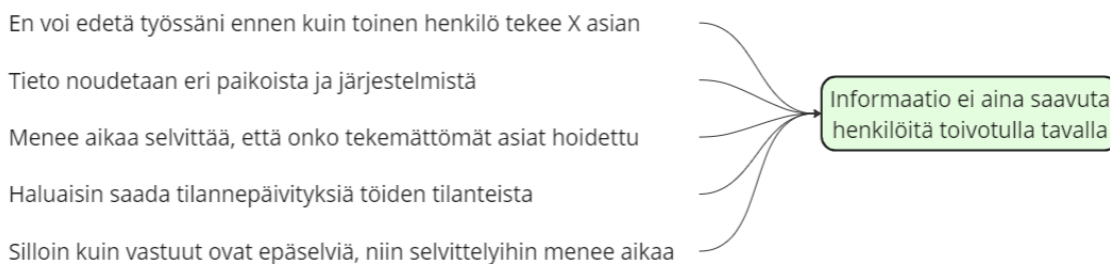 En voi edetä työssäni ennen kuin toinen henkilö tekee X asian
Tieto noudetaan eri paikoista ja järjestelmistä
Menee aikaa selvittää, että onko tekemättömät asiat hoidettu
Haluaisin saada tilannepäivityksiä töiden tilanteista
Silloin kuin vastuut ovat epäselviä, niin selvittelyihin menee aikaa
Informaatio ei aina saavuta
henkilöitä toivotulla tavalla